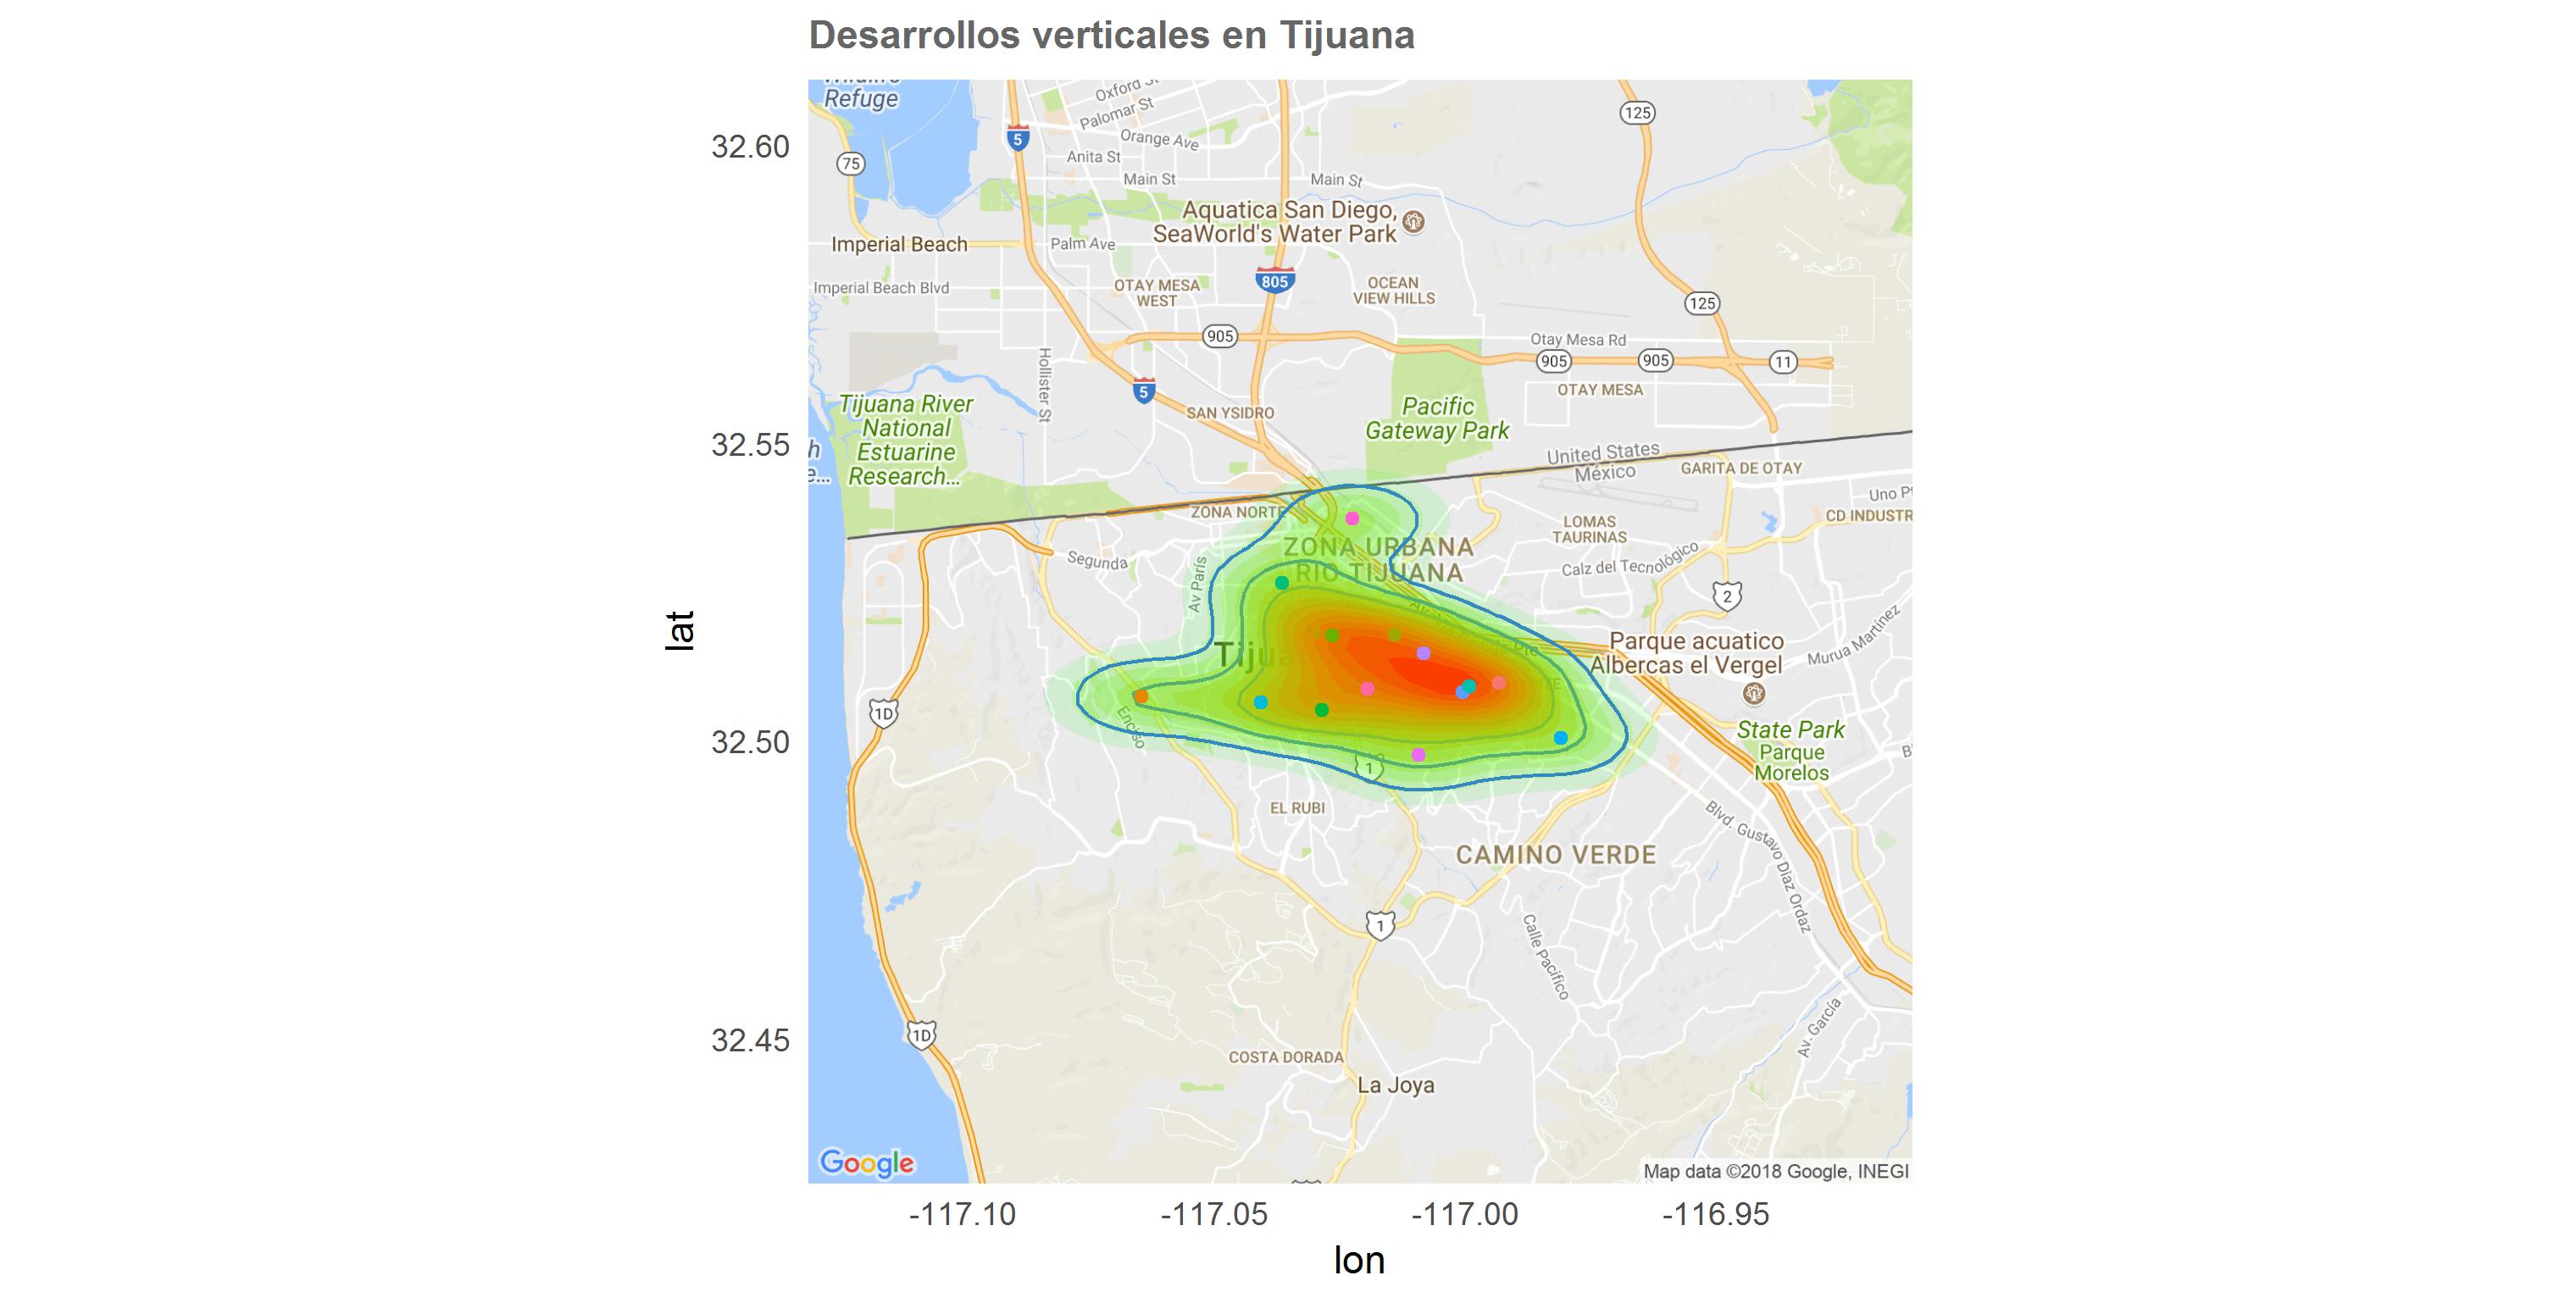 Desarrollos verticales en Tijuana
Refuge
Oxford St
Palomar St
Orange Ave
Anita St
Main St
Main St
125
5
75
32.60
Aquatica San Diego,
SeaWorld's Water Park
Imperial Beach
Palm Ave
Imperial Beach Blvd
OTAY MESA
WEST
805
OCEAN
VIEW HILLS
125
905
Otay Mesa Rd
905
905
11
Hollister St
5
OTAY MESA
SAN YSIDRO
Tijuana River
National
Estuarine
Research...
Pacific
Gateway Park
32.55
h
e...
United States
México
GARITA DE OTAY
Uno
ZONA NORTE
CD INDUSTR
LOMAS
TAURINAS
ZONA URBANA
RIO TIJUANA
Segunda
Av París
Calz del Tecnológico
2
lat
Tijua
Pte
Parque acuatico
Albercas el Vergel
Murua Martinez
1D
Enciso
32.50
State Park
Parque
Morelos
B
1
EL RUBI
Blvd. Gustavo Díaz Ordaz
CAMINO VERDE
1
Calle Pacífico
1D
32.45
Av. García
COSTA DORADA
La Joya
Google
Map data ©2018 Google, INEGI
-117.10
-117.05
-117.00
-116.95
lon